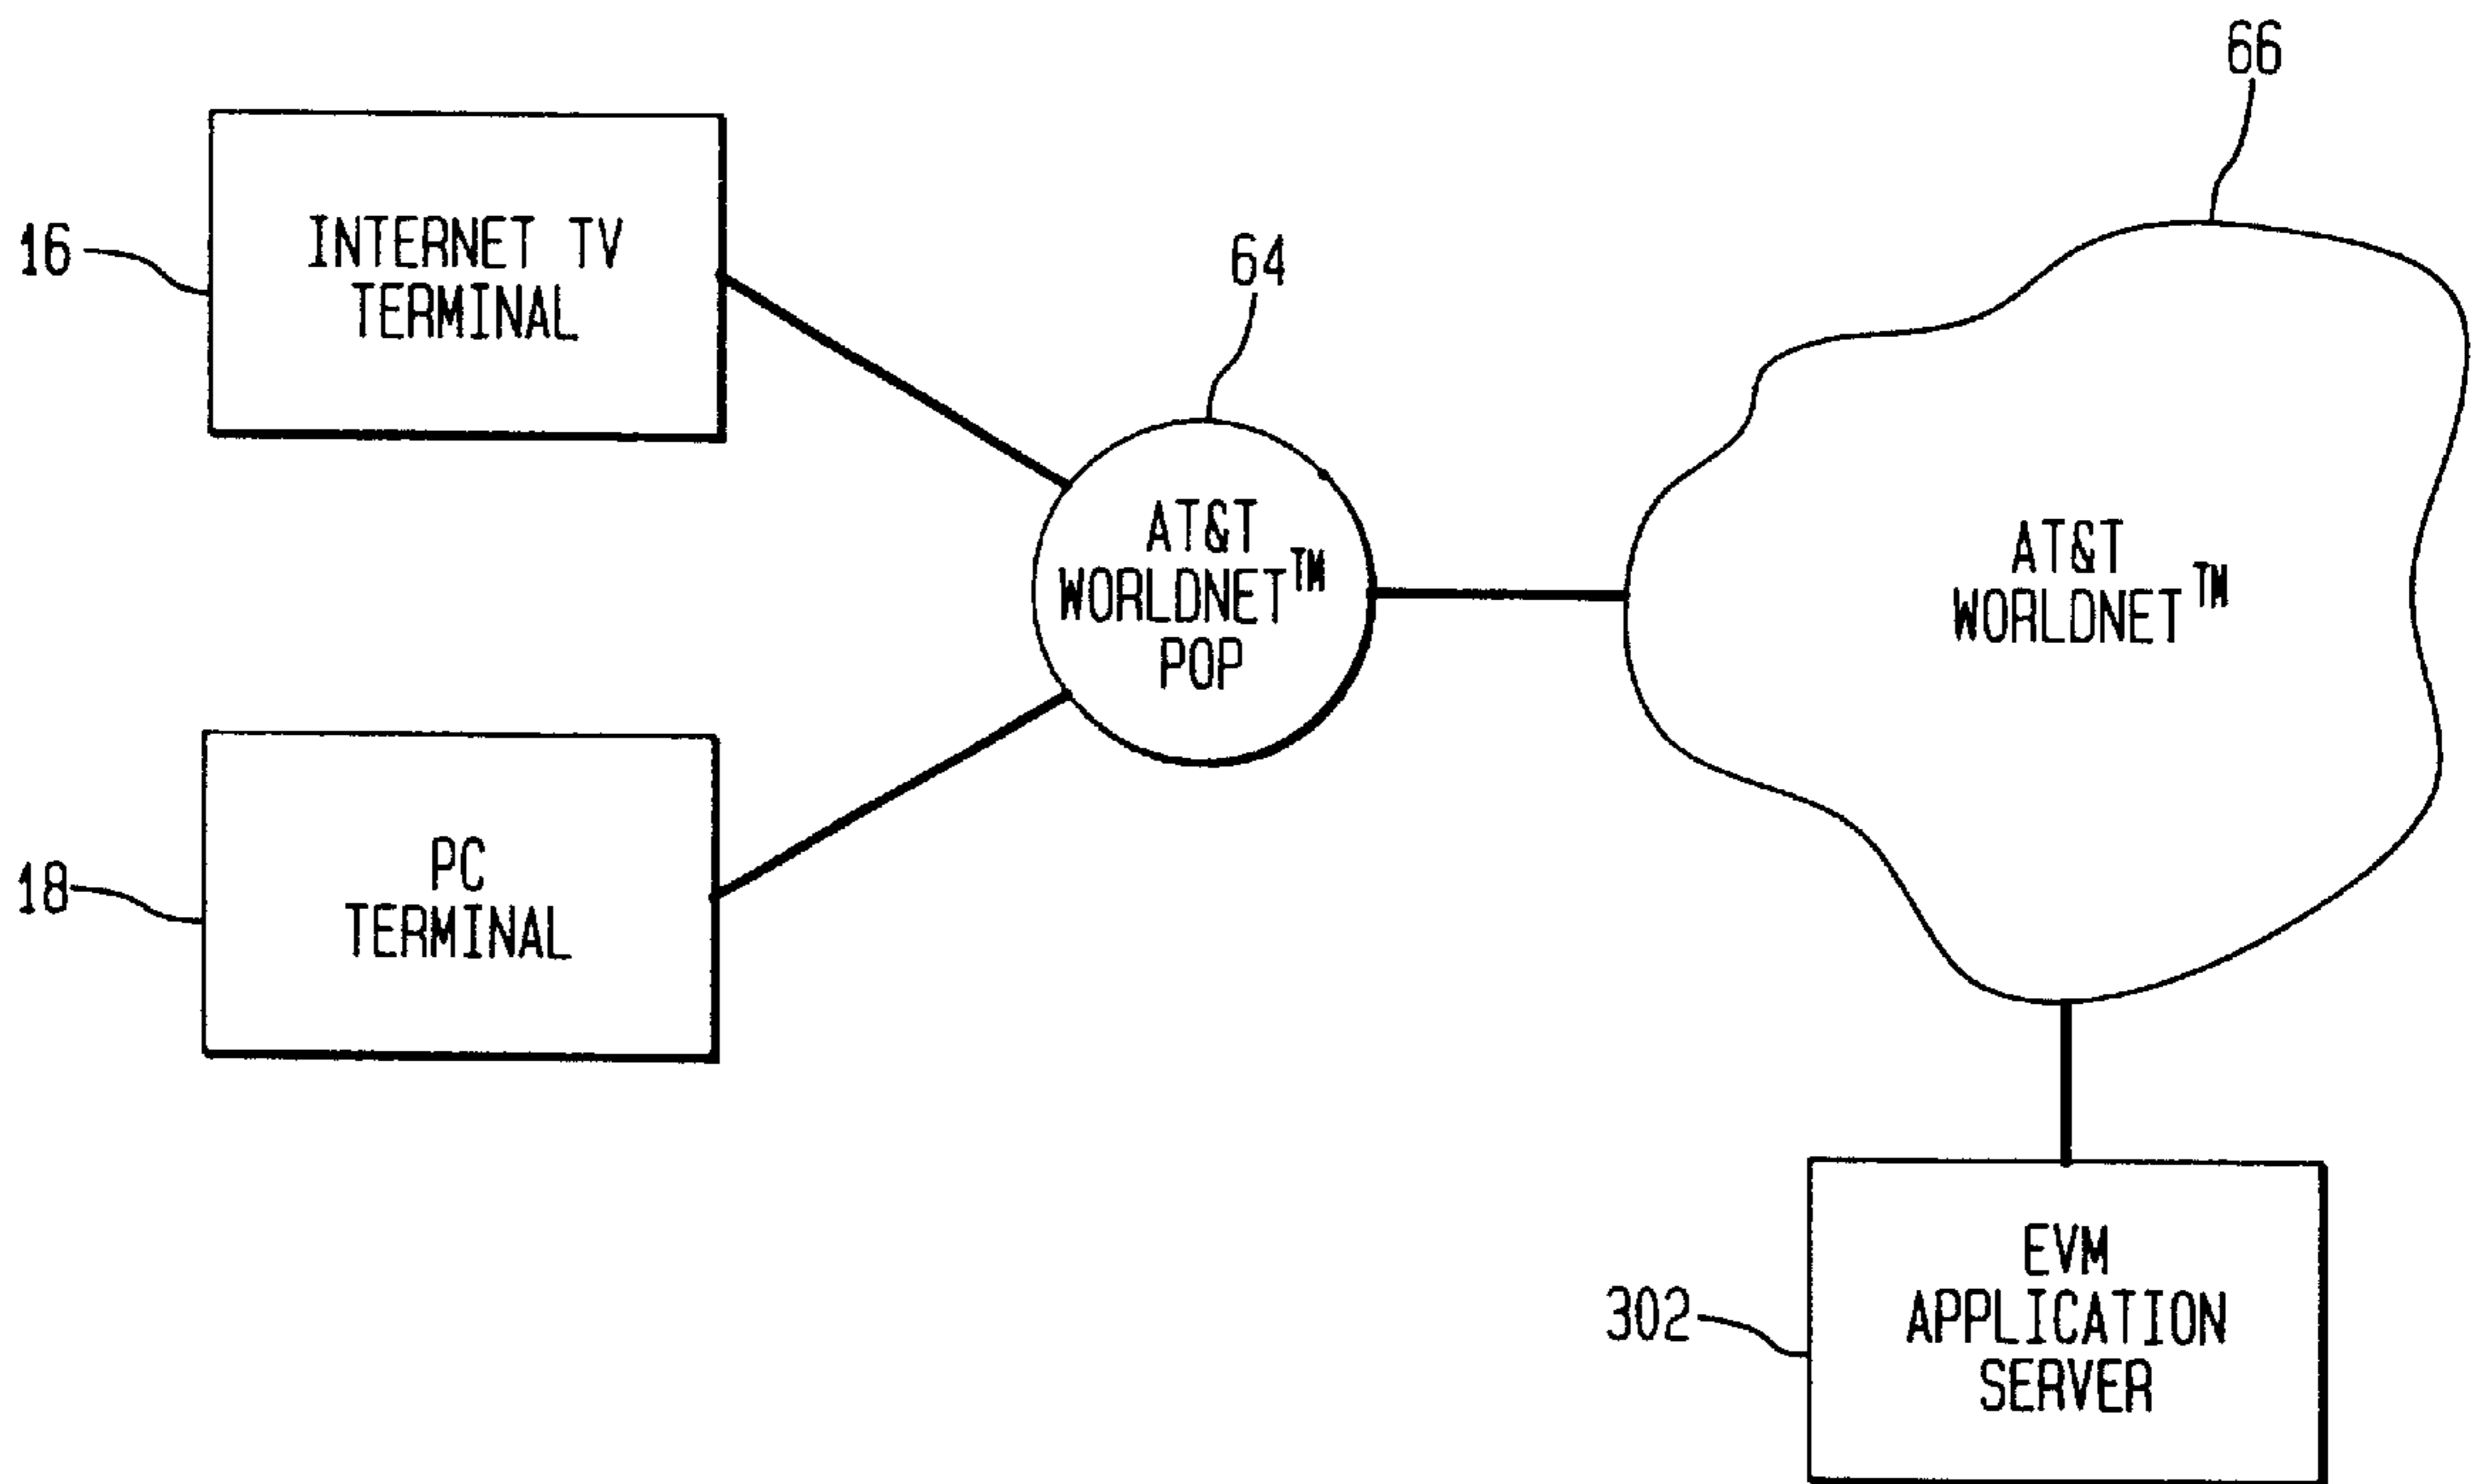 66
16
INTERNET TV
TERMINAL
64
AT&T
WORLDNET™
POP
AT&T
WORLDNET™
18
PC
TERMINAL
302
EVM
APPLICATION
SERVER